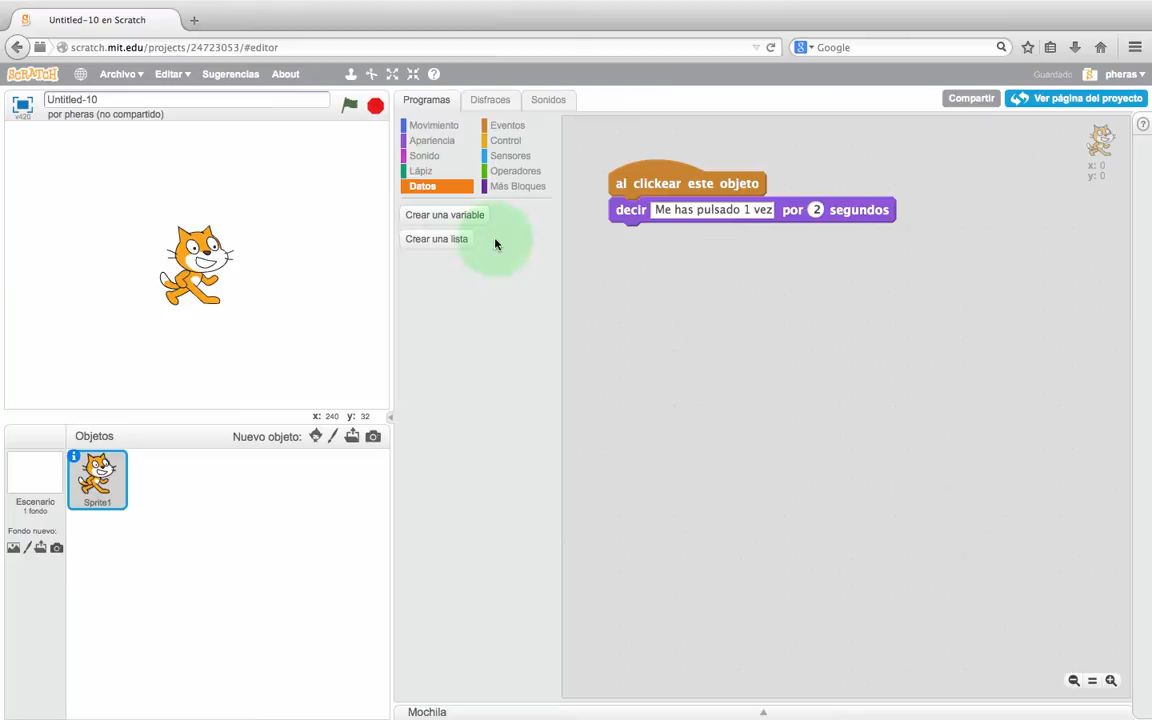 Untitled-10 en Scratch
scratch.mit.edu/projects/24723053/#editor
Google
SCRATCH
Archivo
Editar
Sugerencias
About
Guardado
pheras
v420
Untitled-10
por pheras (no compartido)
Programas
Disfraces
Sonidos
Compartir
Ver página del proyecto
Movimiento
Apariencia
Sonido
Lápiz
Datos
Eventos
Control
Sensores
Operadores
Más Bloques
Crear una variable
Crear una lista
al clickear este objeto
decir Me has pulsado 1 vez por 2 segundos
x: 0
y: 0
x: 240 y: 32
Objetos
Nuevo objeto:
Sprite1
Escenario
1 fondo
Fondo nuevo:
Mochila